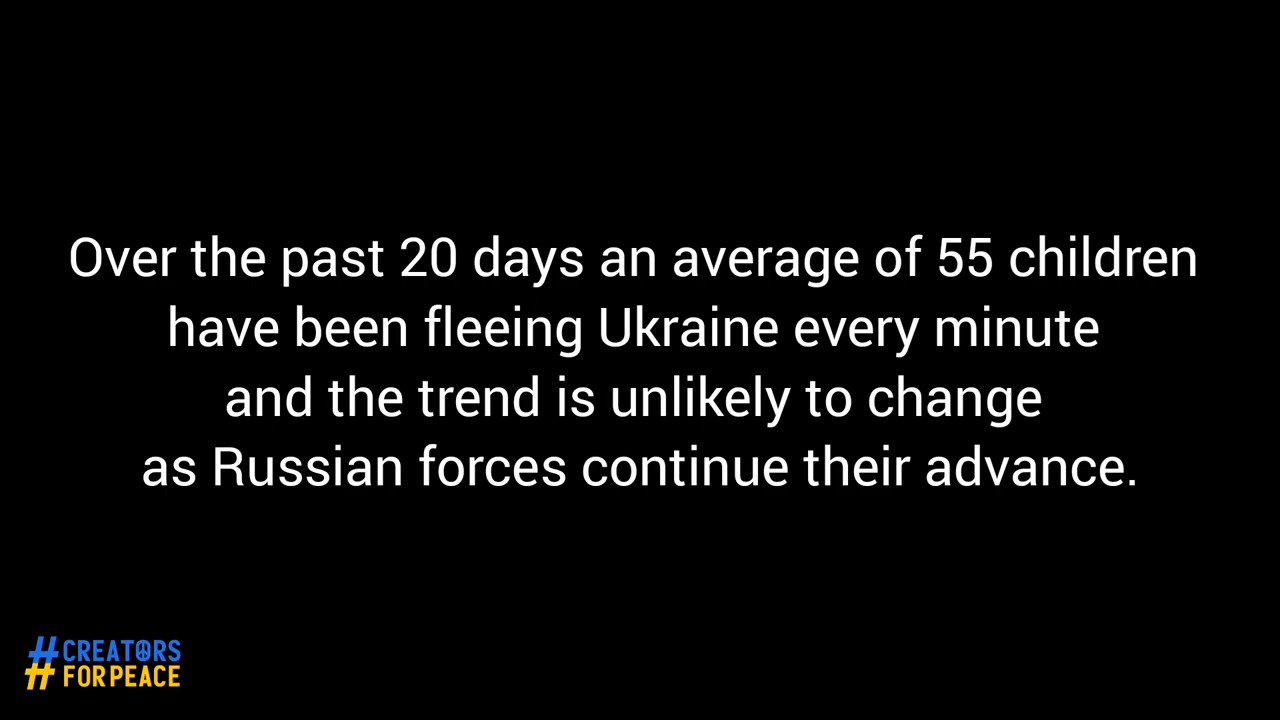 Over the past 20 days an average of 55 children
have been fleeing Ukraine every minute
and the trend is unlikely to change
as Russian forces continue their advance.
#CREATORS
#FORPEACE